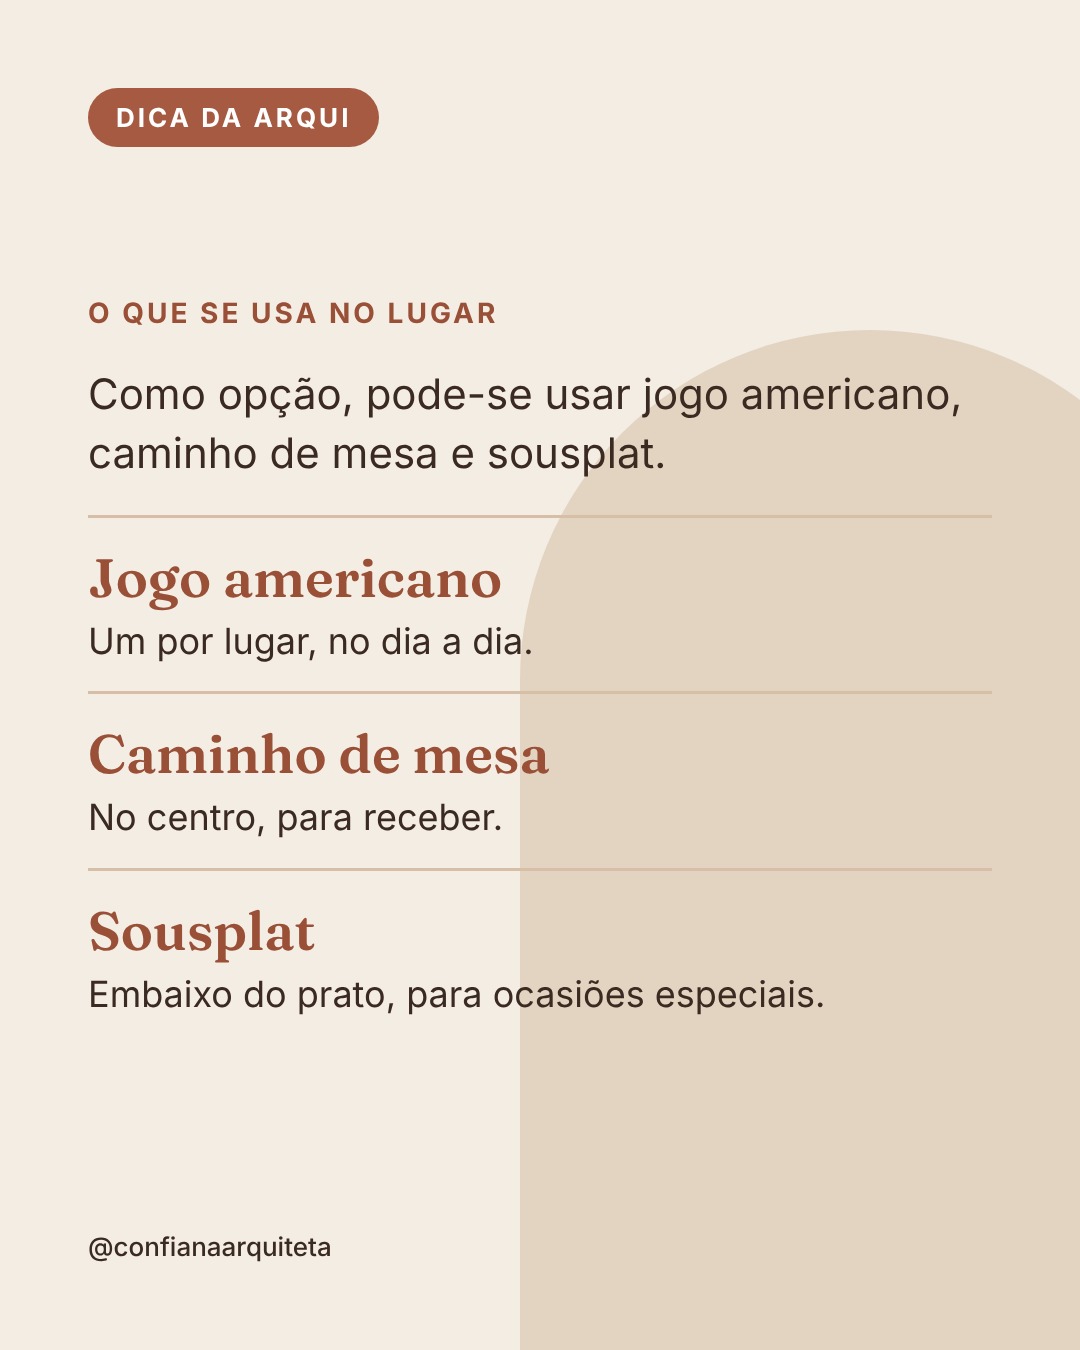 DICA DA ARQUI
O QUE SE USA NO LUGAR
Como opção, pode-se usar jogo americano,
caminho de mesa e sousplat.
Jogo americano
Um por lugar, no dia a dia.
Caminho de mesa
No centro, para receber.
Sousplat
Embaixo do prato, para ocasiões especiais.
@confianaarquiteta